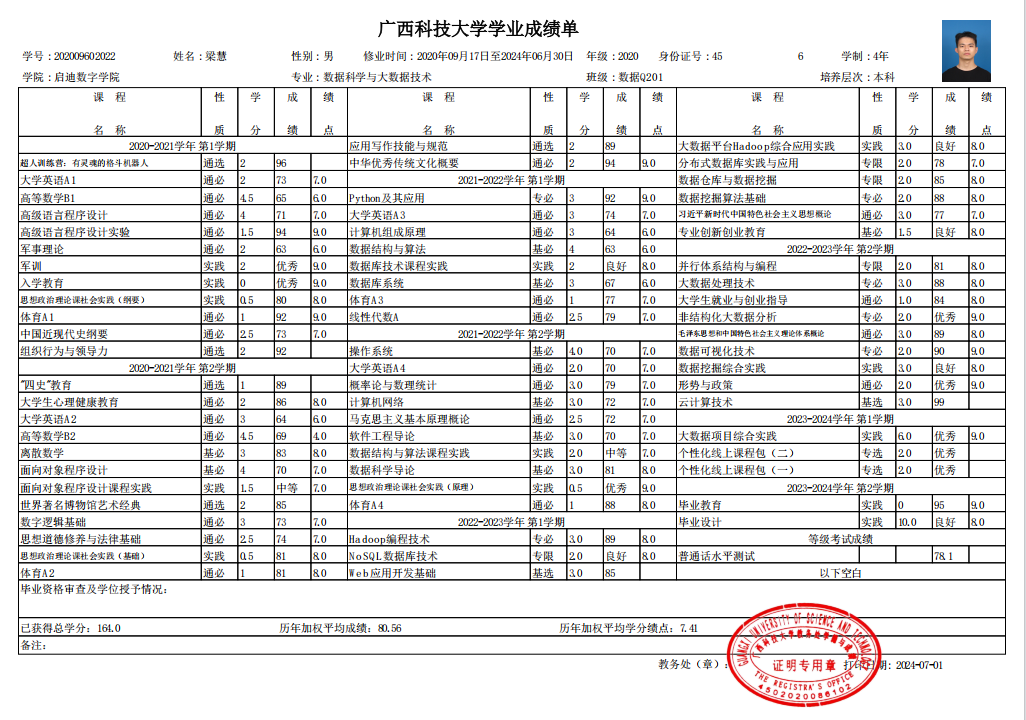 广西科技大学学业成绩单
学号：202009602022 姓名：梁慧 性别：男 修业时间：2020年09月17日至2024年06月30日 年级：2020 身份证号：45 6 学制：4年
学院：启迪数字学院 专业：数据科学与大数据技术 班级：数据Q201 培养层次：本科
课 程 名 称 性 质 学 分 成 绩 绩 点
2020-2021学年 第1学期
超人训练营：有灵魂的格斗机器人 通选 2 96
大学英语A1 通必 2 73 7.0
高等数学B1 通必 4.5 65 6.0
高级语言程序设计 通必 4 71 7.0
高级语言程序设计实验 通必 1.5 94 9.0
军事理论 通必 2 63 6.0
军训 实践 2 优秀 9.0
入学教育 实践 0 优秀 9.0
思想政治理论课社会实践（纲要） 实践 0.5 80 8.0
体育A1 通必 1 92 9.0
中国近现代史纲要 通必 2.5 73 7.0
组织行为与领导力 通选 2 92
2020-2021学年 第2学期
"四史"教育 通选 1 89
大学生心理健康教育 通必 2 86 8.0
大学英语A2 通必 3 64 6.0
高等数学B2 通必 4.5 69 4.0
离散数学 基必 3 83 8.0
面向对象程序设计 基必 4 70 7.0
面向对象程序设计课程实践 实践 1.5 中等 7.0
世界著名博物馆艺术经典 通选 2 85
数字逻辑基础 通必 3 73 7.0
思想道德修养与法律基础 通必 2.5 74 7.0
思想政治理论课社会实践（基础） 实践 0.5 81 8.0
体育A2 通必 1 81 8.0
课 程 名 称 性 质 学 分 成 绩 绩 点
应用写作技能与规范 通选 2 89
中华优秀传统文化概要 通必 2 94 9.0
2021-2022学年 第1学期
Python及其应用 专必 3 92 9.0
大学英语A3 通必 3 74 7.0
计算机组成原理 通必 3 64 6.0
数据结构与算法 基必 4 63 6.0
数据库技术课程实践 实践 2 良好 8.0
数据库系统 基必 3 67 6.0
体育A3 通必 1 77 7.0
线性代数A 通必 2.5 79 7.0
2021-2022学年 第2学期
操作系统 基必 4.0 70 7.0
大学英语A4 通必 2.0 70 7.0
概率论与数理统计 通必 3.0 79 7.0
计算机网络 基必 3.0 72 7.0
马克思主义基本原理概论 通必 2.5 72 7.0
软件工程导论 基必 3.0 70 7.0
数据结构与算法课程实践 实践 2.0 中等 7.0
数据科学导论 基必 3.0 81 8.0
思想政治理论课社会实践（原理） 实践 0.5 优秀 9.0
体育A4 通必 1 88 8.0
2022-2023学年 第1学期
Hadoop编程技术 专必 3.0 89 8.0
NoSQL数据库技术 专限 2.0 良好 8.0
Web应用开发基础 基选 3.0 85
课 程 名 称 性 质 学 分 成 绩 绩 点
大数据平台Hadoop综合应用实践 实践 3.0 良好 8.0
分布式数据库实践与应用 专限 2.0 78 7.0
数据仓库与数据挖掘 专限 2.0 85 8.0
数据挖掘算法基础 专必 2.0 88 8.0
习近平新时代中国特色社会主义思想概论 通必 3.0 77 7.0
专业创新创业教育 基必 1.5 良好 8.0
2022-2023学年 第2学期
并行体系结构与编程 专限 2.0 81 8.0
大数据处理技术 专必 3.0 88 8.0
大学生就业与创业指导 通必 1.0 84 8.0
非结构化大数据分析 专必 2.0 优秀 9.0
毛泽东思想和中国特色社会主义理论体系概论 通必 3.0 89 8.0
数据可视化技术 专必 2.0 90 9.0
数据挖掘综合实践 实践 3.0 良好 8.0
形势与政策 通必 2.0 优秀 9.0
云计算技术 基选 3.0 99
2023-2024学年 第1学期
大数据项目综合实践 实践 6.0 优秀 9.0
个性化线上课程包（二） 专选 2.0 优秀
个性化线上课程包（一） 专选 2.0 优秀
2023-2024学年 第2学期
毕业教育 实践 0 95 9.0
毕业设计 实践 10.0 良好 8.0
等级考试成绩
普通话水平测试 78.1
以下空白
毕业资格审查及学位授予情况：
已获得总学分：164.0 历年加权平均成绩：80.56 历年加权平均学分绩点：7.41
备注：
教务处（章）： 打印日期：2024-07-01
GUANGXI UNIVERSITY OF SCIENCE AND TECHNOLOGY
证明专用章
THE REGISTRA'S OFFICE
4502020086102